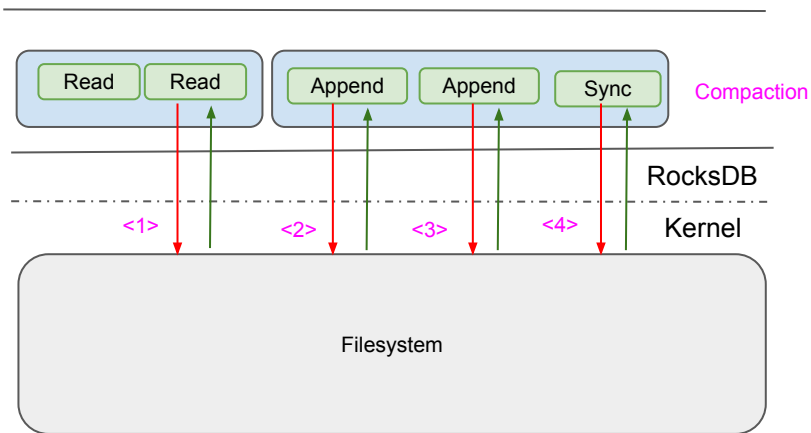 Read
Read
Append
Append
Sync
Compaction
RocksDB
<1>
<2>
<3>
<4>
Kernel
Filesystem